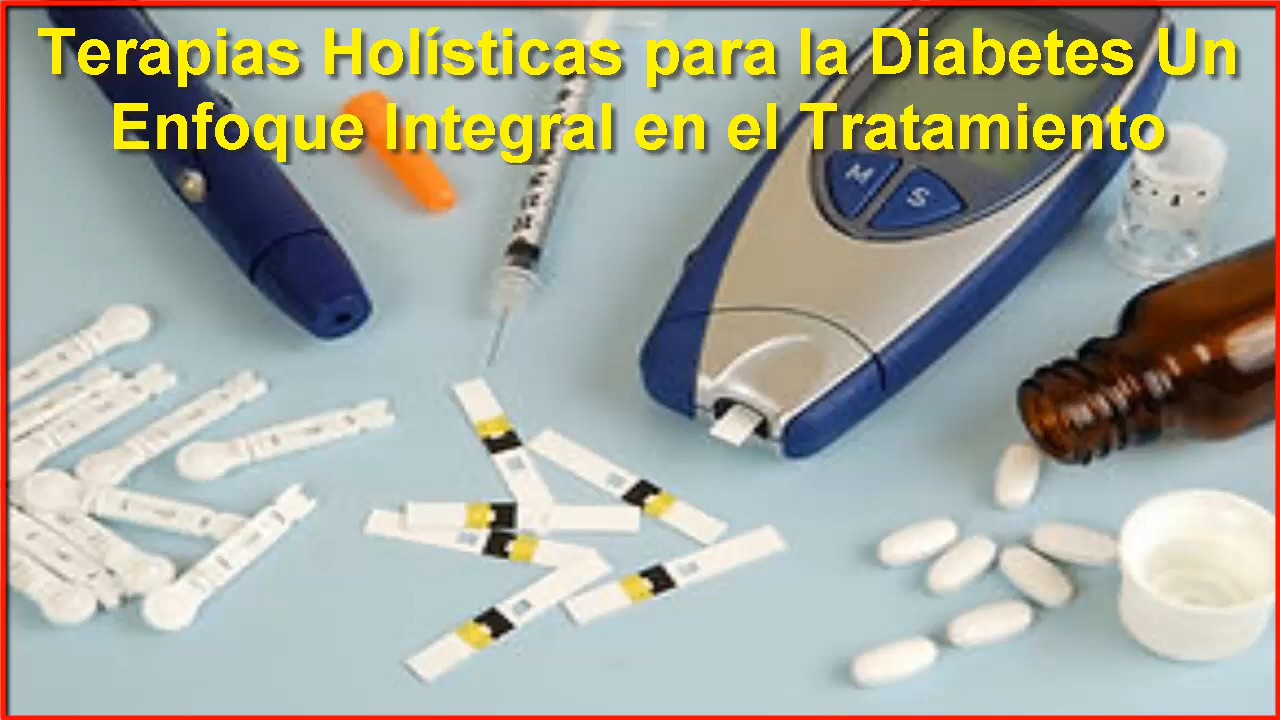 Terapias Holísticas para la Diabetes Un
Enfoque Integral en el Tratamiento
M
S